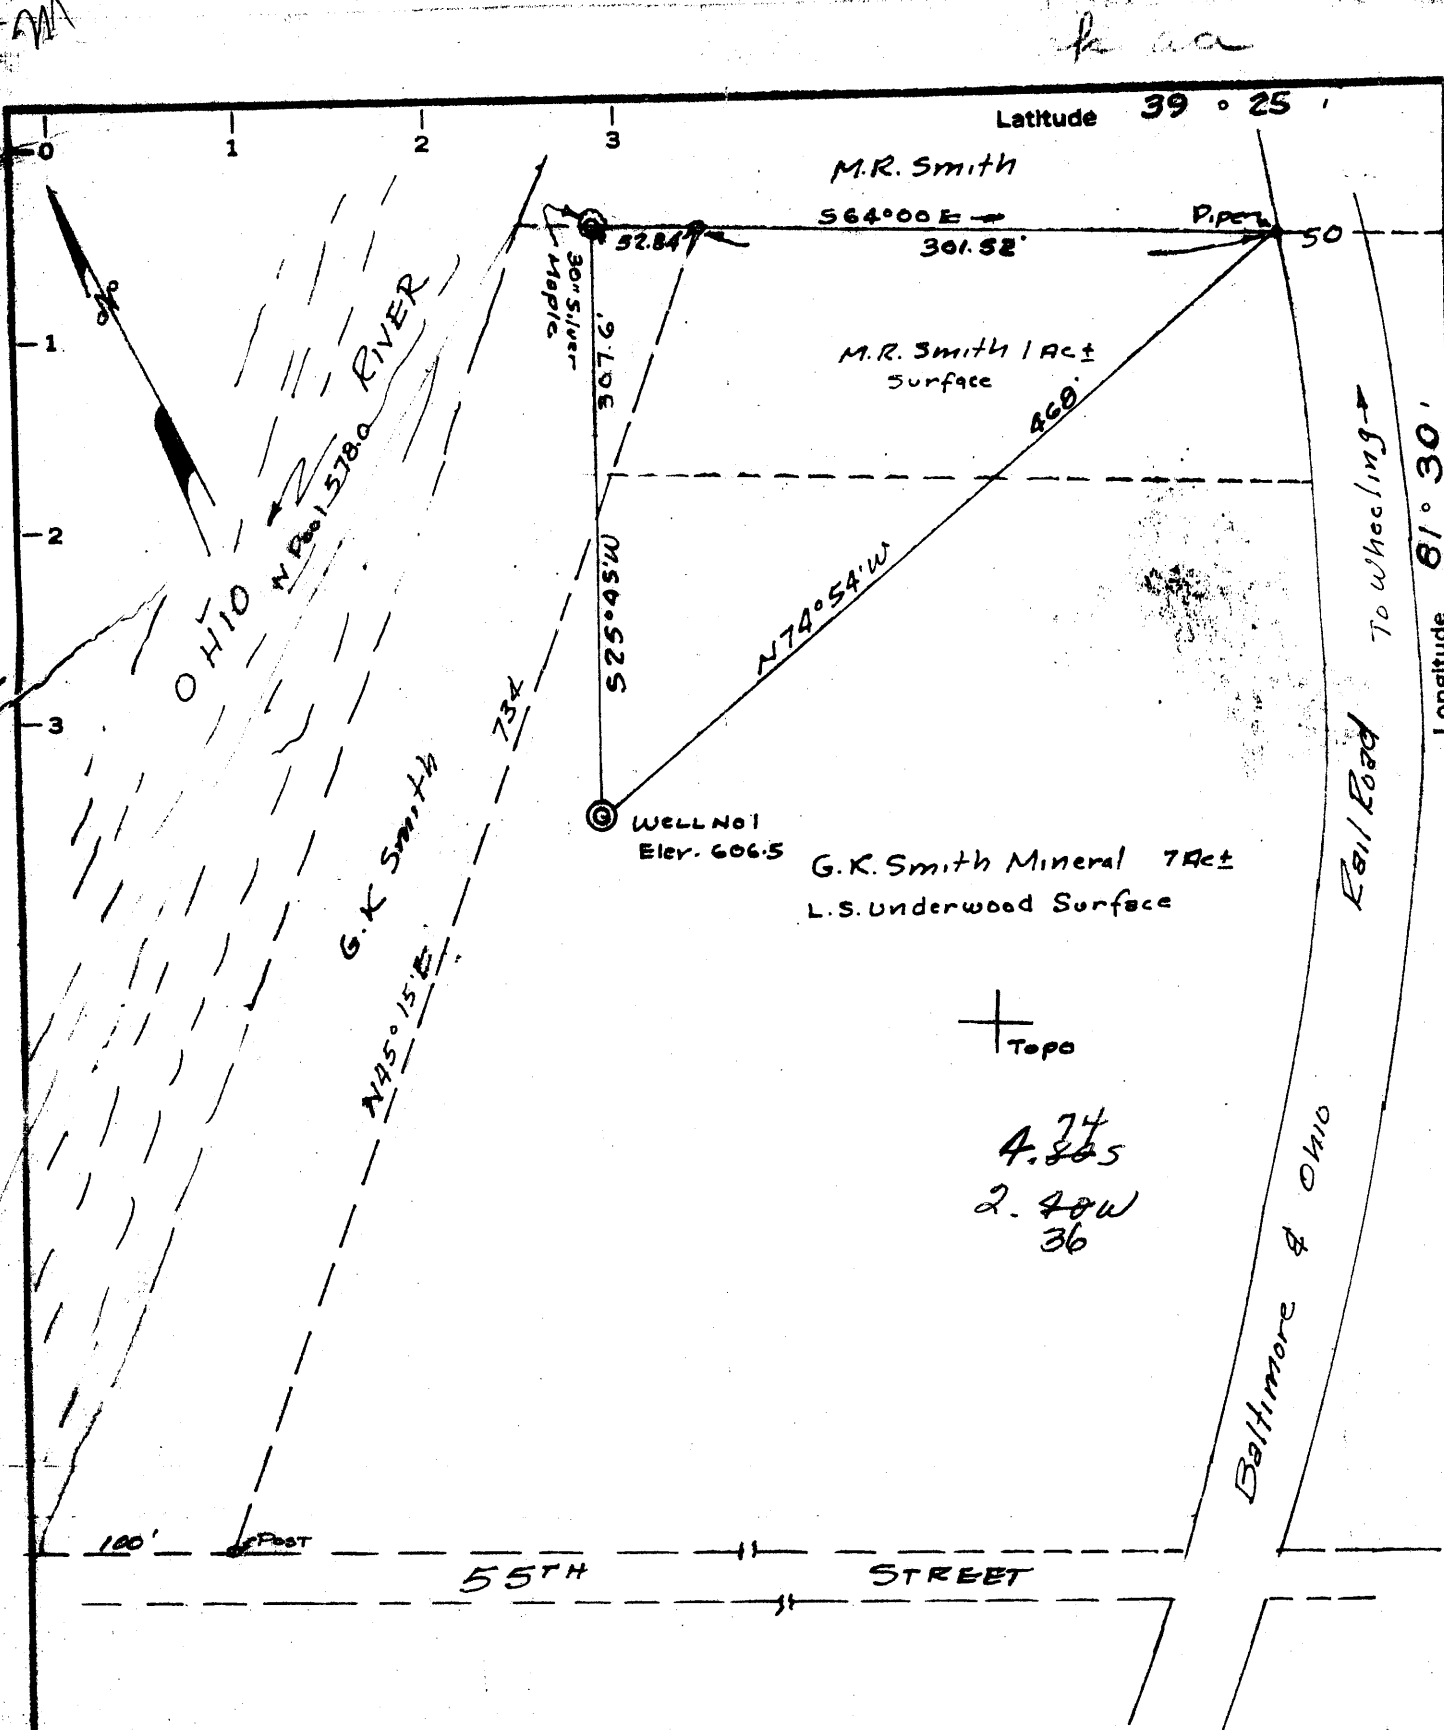 Latitude 39 ° 25 '
0
1
2
3
M.R. Smith
S64°00 E →
Pipe
52.84'
301.52'
50
30" Silver
Maple
307.6'
1
M.R. Smith 1 Ac±
Surface
468'
OHIO RIVER
N Pool 578.0
To Wheeling →
Longitude 81° 30'
2
S25°45'W
N74°54'W
3
734
G.K Smith
WELL No 1
Elev. 606.5
G.K. Smith Mineral 7 Ac±
L.S. Underwood Surface
N45°15'E
Topo
74
4.80S
2.40W
36
Baltimore & Ohio Rail Road
100'
Post
55TH STREET